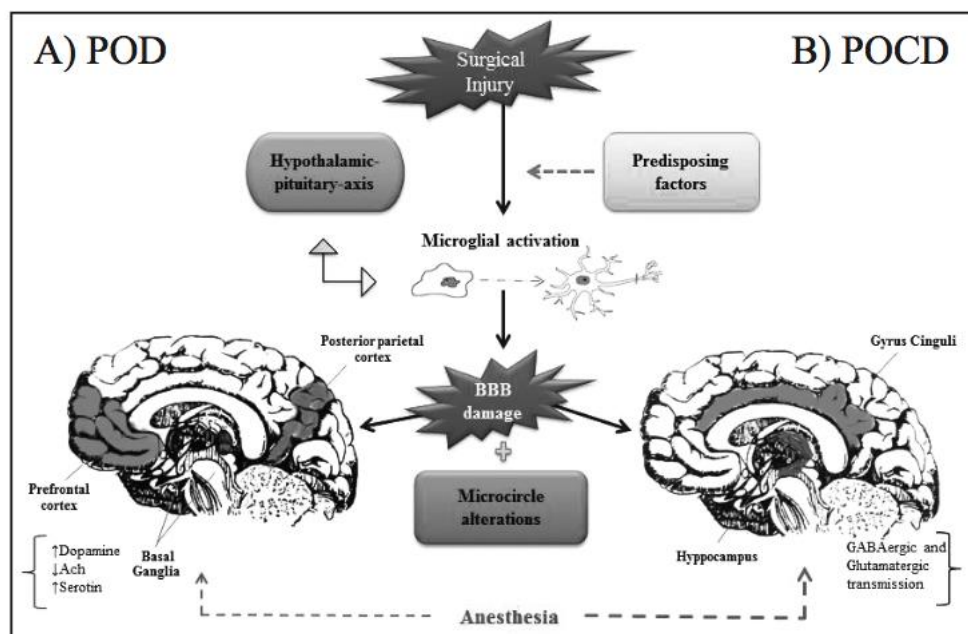 A) POD
B) POCD
Surgical
Injury
Hypothalamic-
pituitary-axis
Predisposing
factors
Microglial activation
Posterior parietal
cortex
Gyrus Cinguli
BBB
damage
+
Microcircle
alterations
Prefrontal
cortex
Basal
Ganglia
Hyppocampus
↑Dopamine
↓Ach
↑Serotin
GABAergic and
Glutamatergic
transmission
Anesthesia